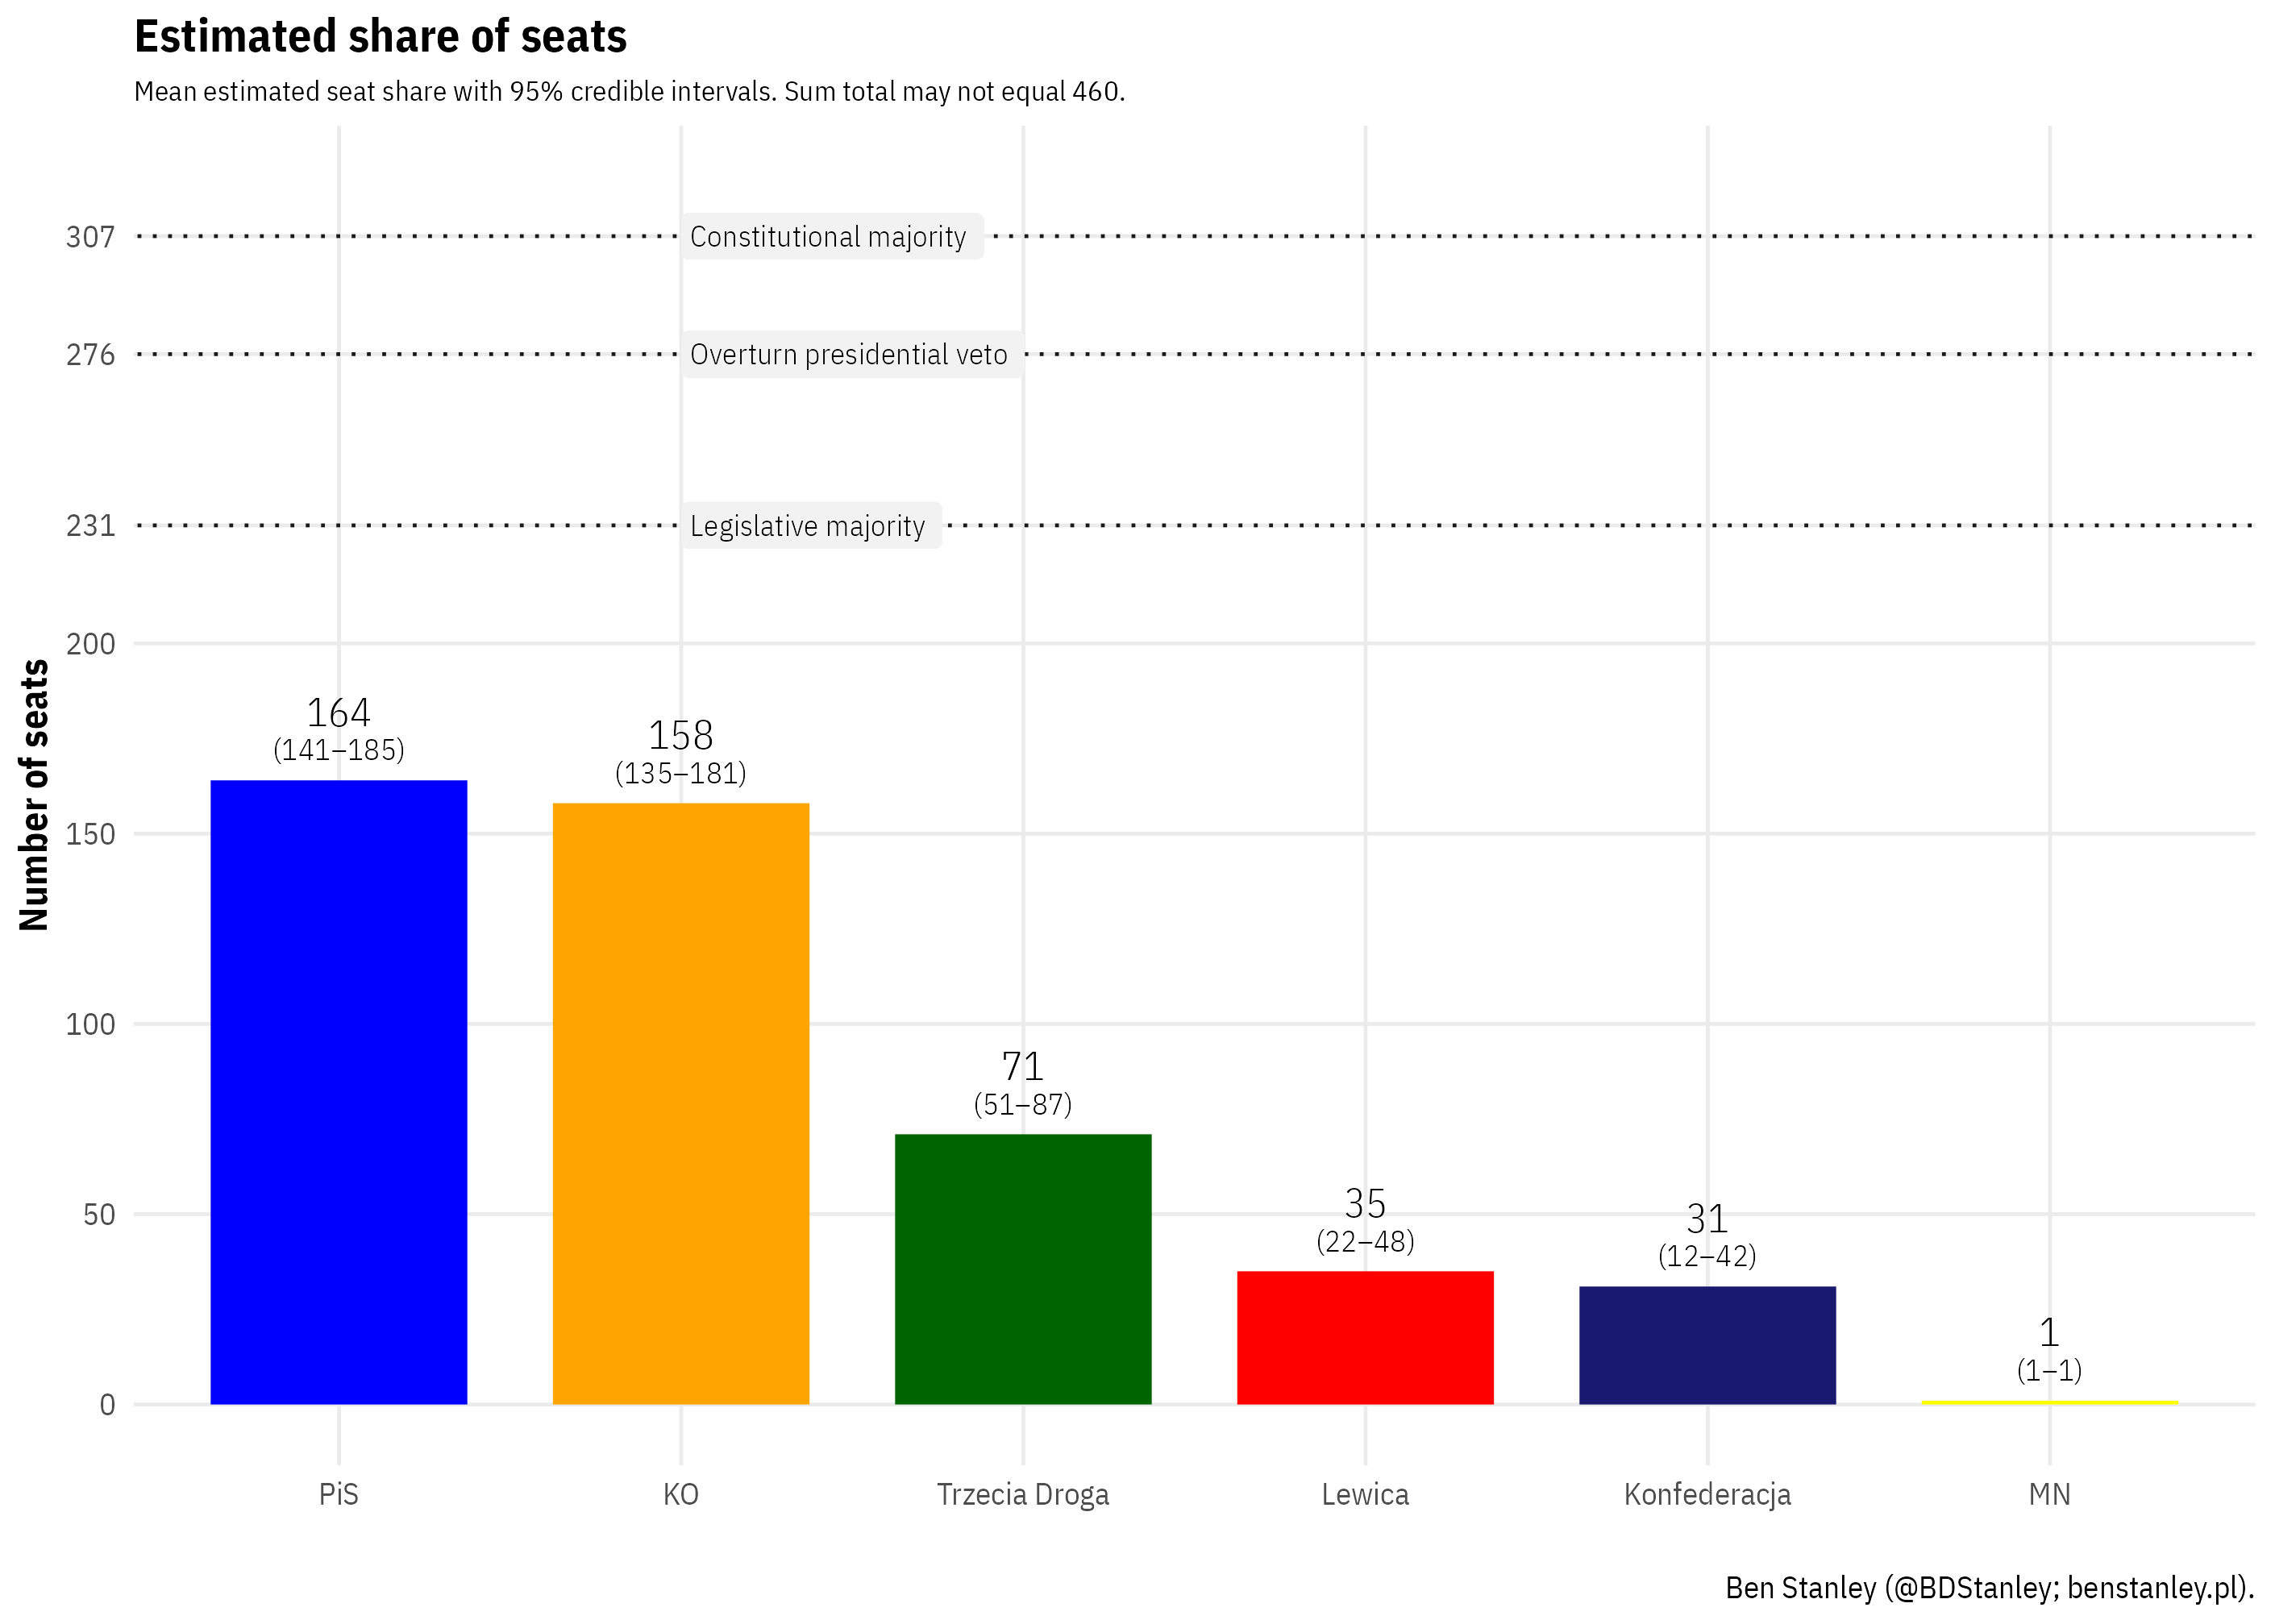 Estimated share of seats
Mean estimated seat share with 95% credible intervals. Sum total may not equal 460.
Number of seats
307
Constitutional majority
276
Overturn presidential veto
231
Legislative majority
200
150
100
50
0
164
(141–185)
158
(135–181)
71
(51–87)
35
(22–48)
31
(12–42)
1
(1–1)
PiS
KO
Trzecia Droga
Lewica
Konfederacja
MN
Ben Stanley (@BDStanley; benstanley.pl).